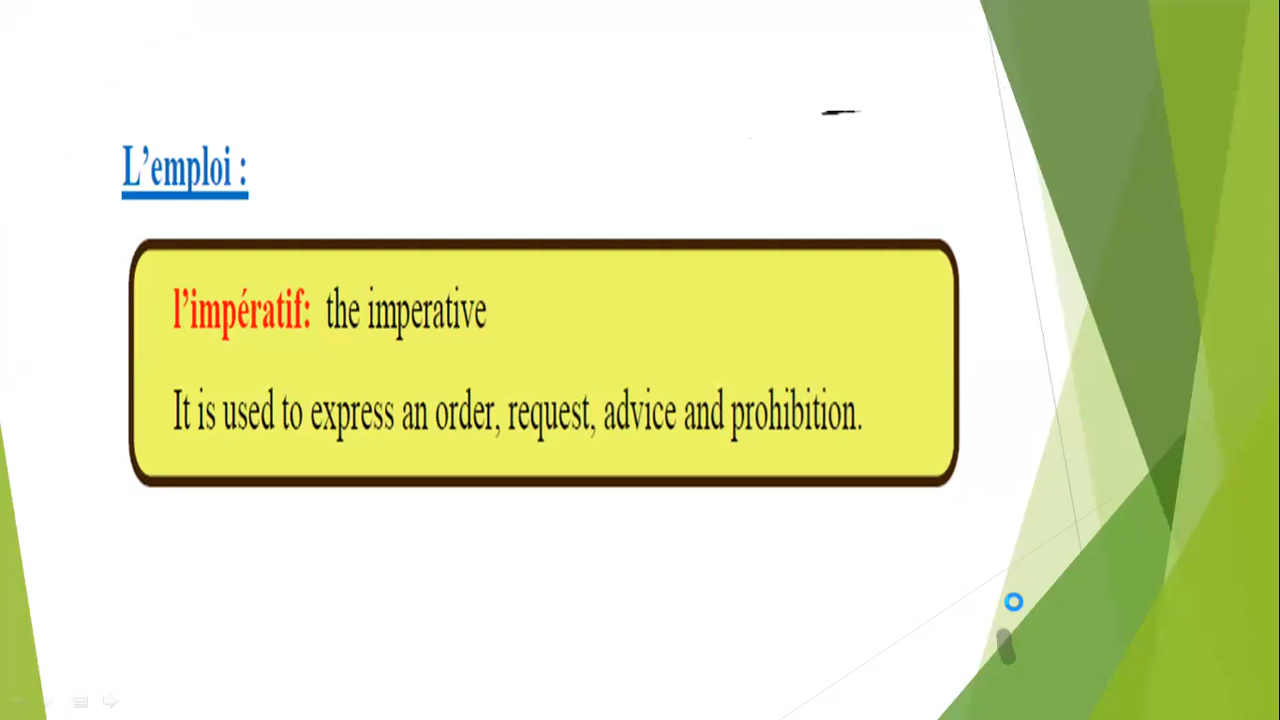 L’emploi :
l’impératif: the imperative
It is used to express an order, request, advice and prohibition.